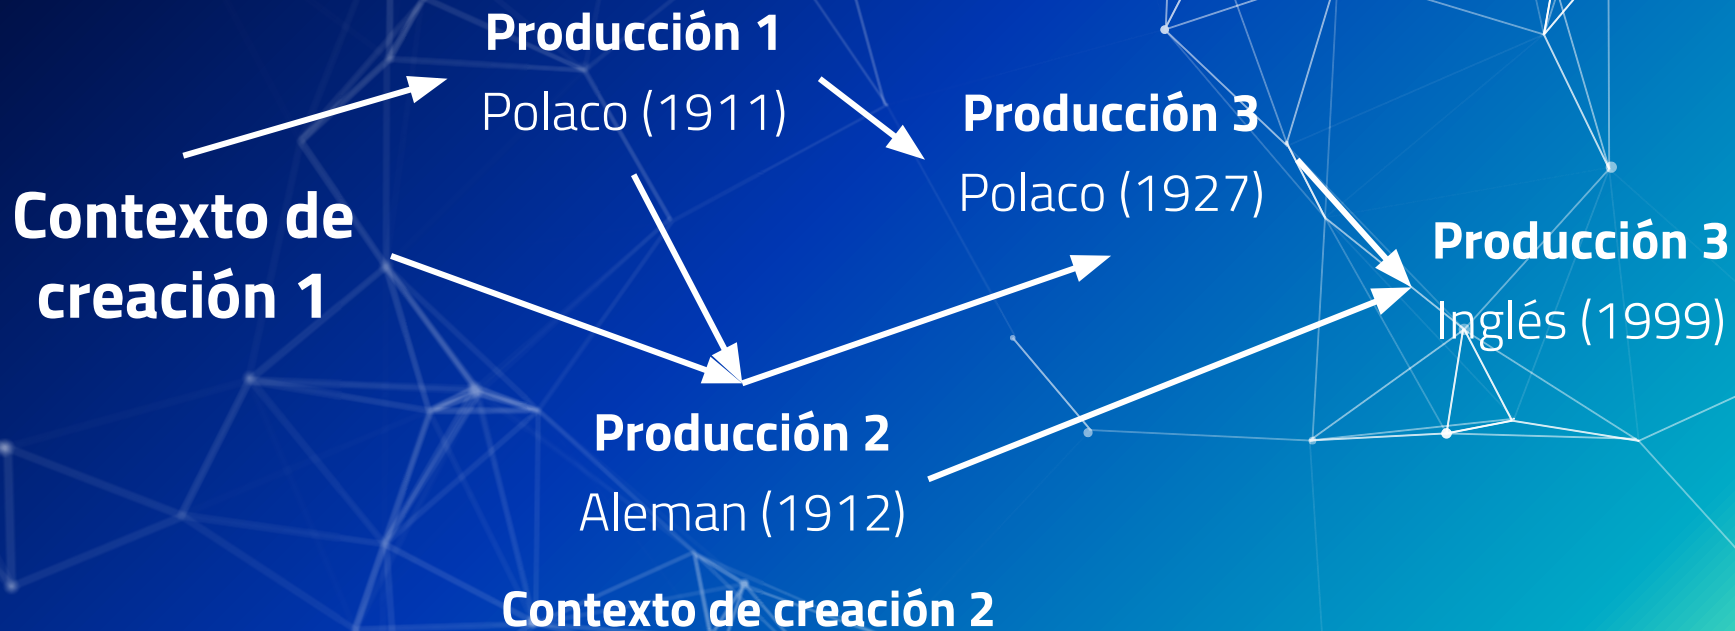 Producción 1
Polaco (1911)
Producción 3
Polaco (1927)
Contexto de
creación 1
Producción 3
Inglés (1999)
Producción 2
Aleman (1912)
Contexto de creación 2